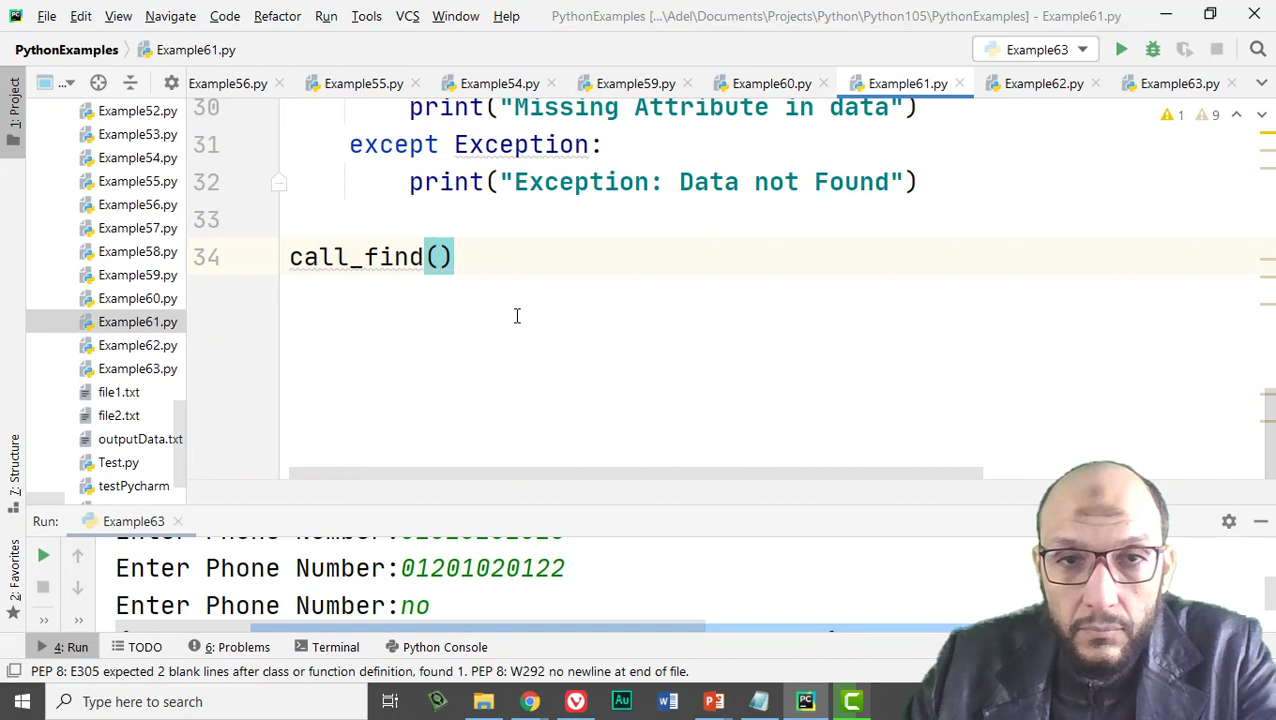 File Edit View Navigate Code Refactor Run Tools VCS Window Help PythonExamples [...\Adel\Documents\Projects\Python\Python105\PythonExamples] - Example61.py
PythonExamples Example61.py Example63
1: Project
Example56.py Example55.py Example54.py Example59.py Example60.py Example61.py Example62.py Example63.py
Example52.py
Example53.py
Example54.py
Example55.py
Example56.py
Example57.py
Example58.py
Example59.py
Example60.py
Example61.py
Example62.py
Example63.py
file1.txt
file2.txt
outputData.txt
Test.py
testPycharm
1 9
30 print("Missing Attribute in data")
31 except Exception:
32 print("Exception: Data not Found")
33
34 call_find()
7: Structure
2: Favorites
Run: Example63
Enter Phone Number:
Enter Phone Number:01201020122
Enter Phone Number:no
4: Run TODO 6: Problems Terminal Python Console
PEP 8: E305 expected 2 blank lines after class or function definition, found 1. PEP 8: W292 no newline at end of file.
Type here to search